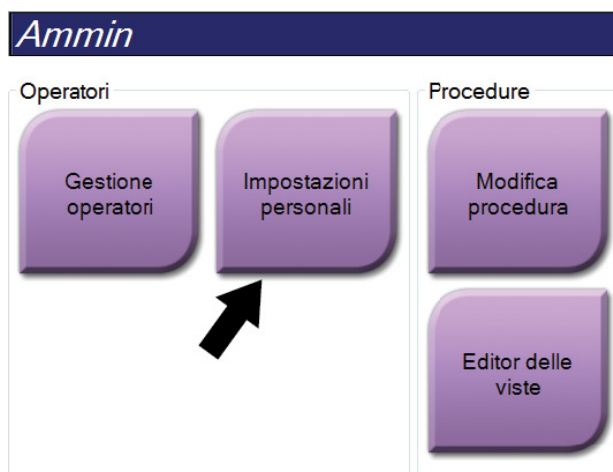 Ammin
Operatori
Procedure
Gestione
operatori
Impostazioni
personali
Modifica
procedura
Editor delle
viste